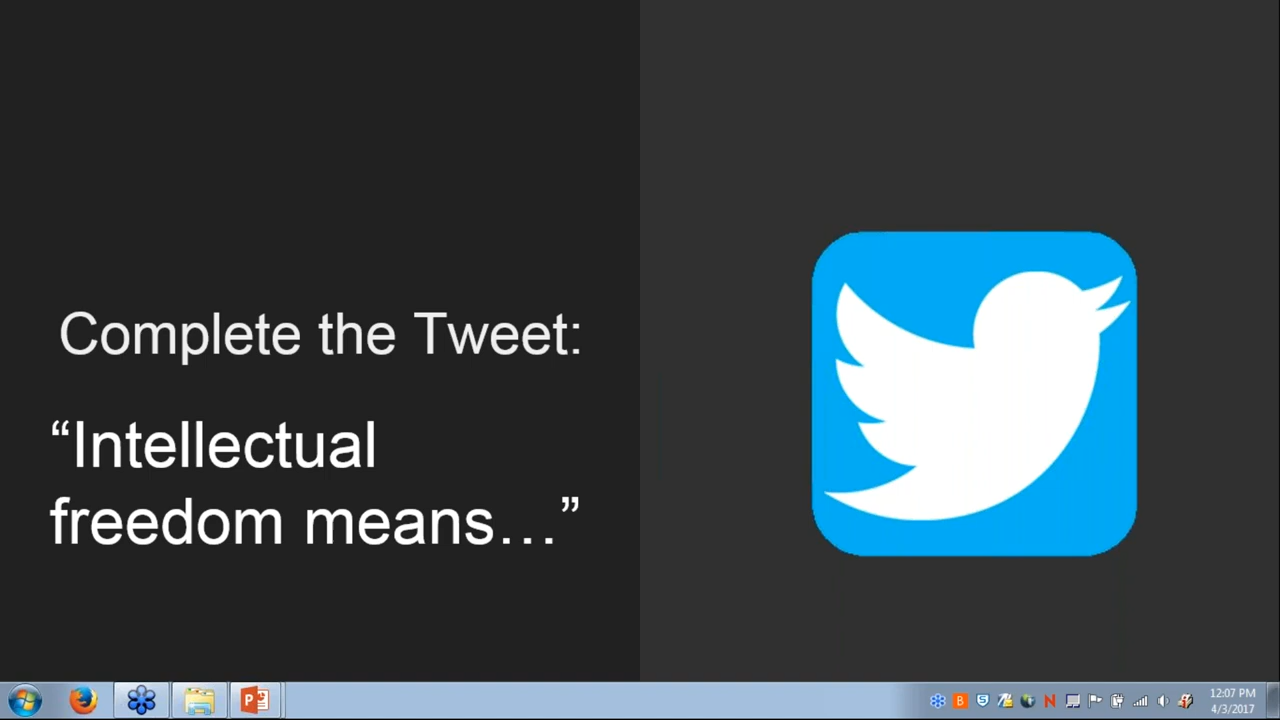 Complete the Tweet:
“Intellectual
freedom means…”
12:07 PM
4/3/2017